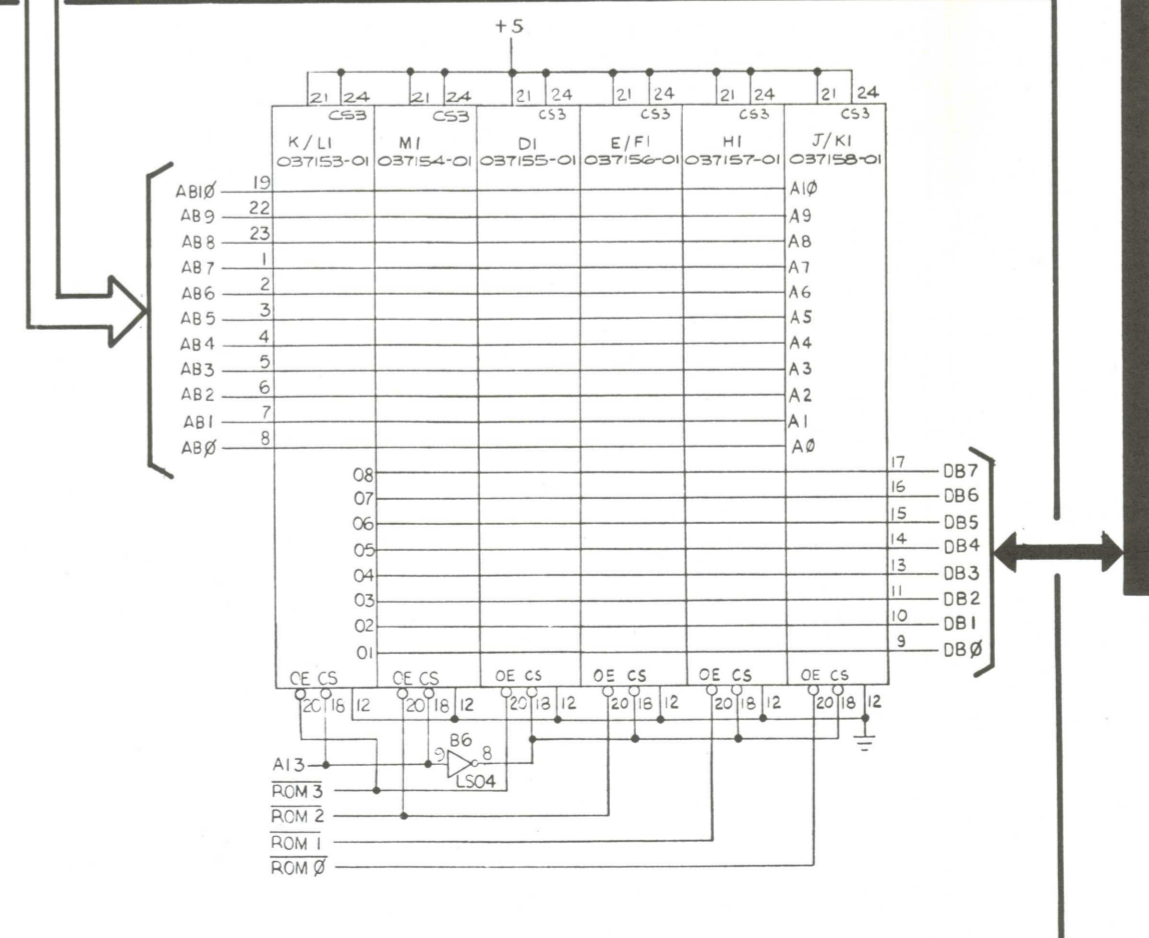 +5
21 24 21 24 21 24 21 24 21 24 21 24
CS3 CS3 CS3 CS3 CS3 CS3
K/L1 M1 D1 E/F1 H1 J/K1
037153-01 037154-01 037155-01 037156-01 037157-01 037158-01
AB1Ø 19 A1Ø
AB9 22 A9
AB8 23 A8
AB7 1 A7
AB6 2 A6
AB5 3 A5
AB4 4 A4
AB3 5 A3
AB2 6 A2
AB1 7 A1
ABØ 8 AØ
O8 17 DB7
O7 16 DB6
O6 15 DB5
O5 14 DB4
O4 13 DB3
O3 11 DB2
O2 10 DB1
O1 9 DBØ
OE CS OE CS OE CS OE CS OE CS OE CS
20 18 12 20 18 12 20 18 12 20 18 12 20 18 12 20 18 12
B6
A13 9 8
LS04
ROM 3
ROM 2
ROM 1
ROM Ø